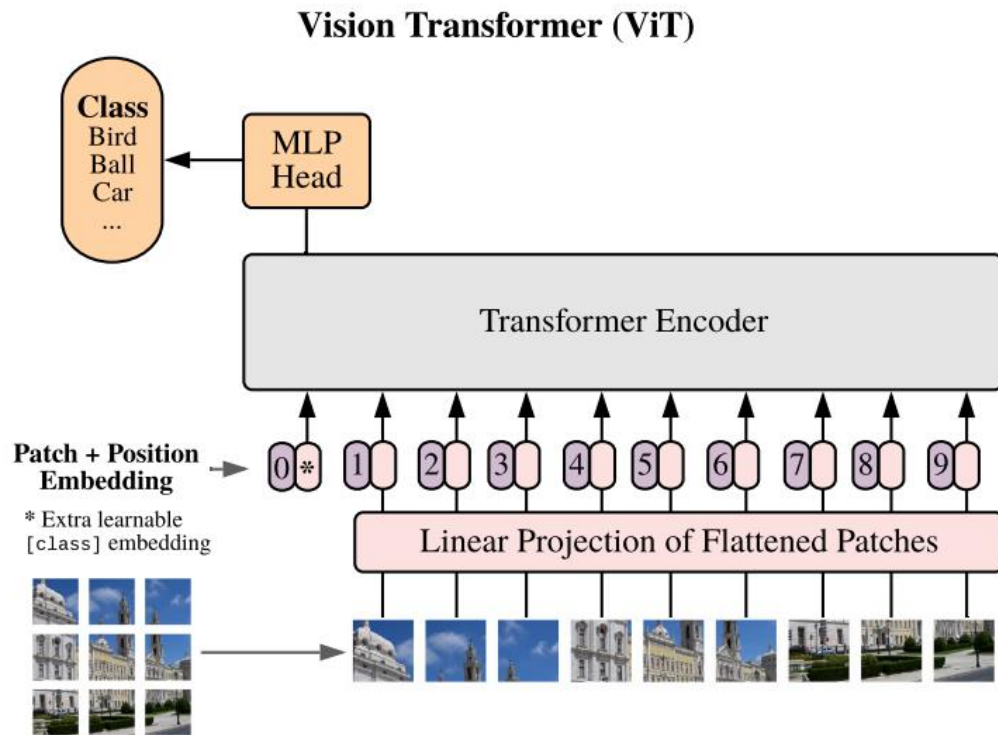 Vision Transformer (ViT)
Class
Bird
Ball
Car
...
MLP
Head
Transformer Encoder
Patch + Position
Embedding
0 * 1 2 3 4 5 6 7 8 9
* Extra learnable
[class] embedding
Linear Projection of Flattened Patches